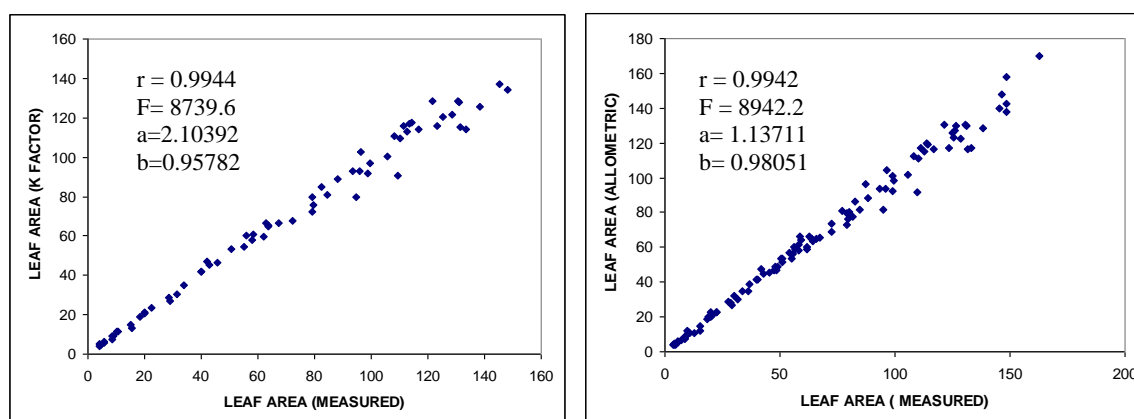 160
140
120
100
80
60
40
20
0
LEAF AREA (K FACTOR)
r = 0.9944
F= 8739.6
a=2.10392
b=0.95782
0 20 40 60 80 100 120 140 160
LEAF AREA (MEASURED)
180
160
140
120
100
80
60
40
20
0
LEAF AREA (ALLOMETRIC)
r = 0.9942
F = 8942.2
a= 1.13711
b= 0.98051
0 50 100 150 200
LEAF AREA ( MEASURED)